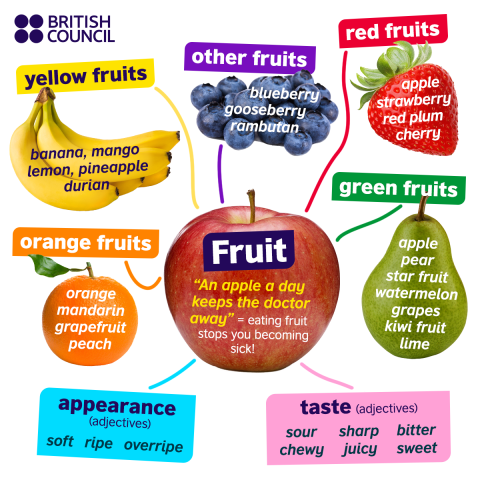 BRITISH
COUNCIL
yellow fruits
banana, mango
lemon, pineapple
durian
other fruits
blueberry
gooseberry
rambutan
red fruits
apple
strawberry
red plum
cherry
green fruits
apple
pear
star fruit
watermelon
grapes
kiwi fruit
lime
orange fruits
orange
mandarin
grapefruit
peach
Fruit
“An apple a day
keeps the doctor
away” = eating fruit
stops you becoming
sick!
appearance
(adjectives)
soft ripe overripe
taste (adjectives)
sour sharp bitter
chewy juicy sweet